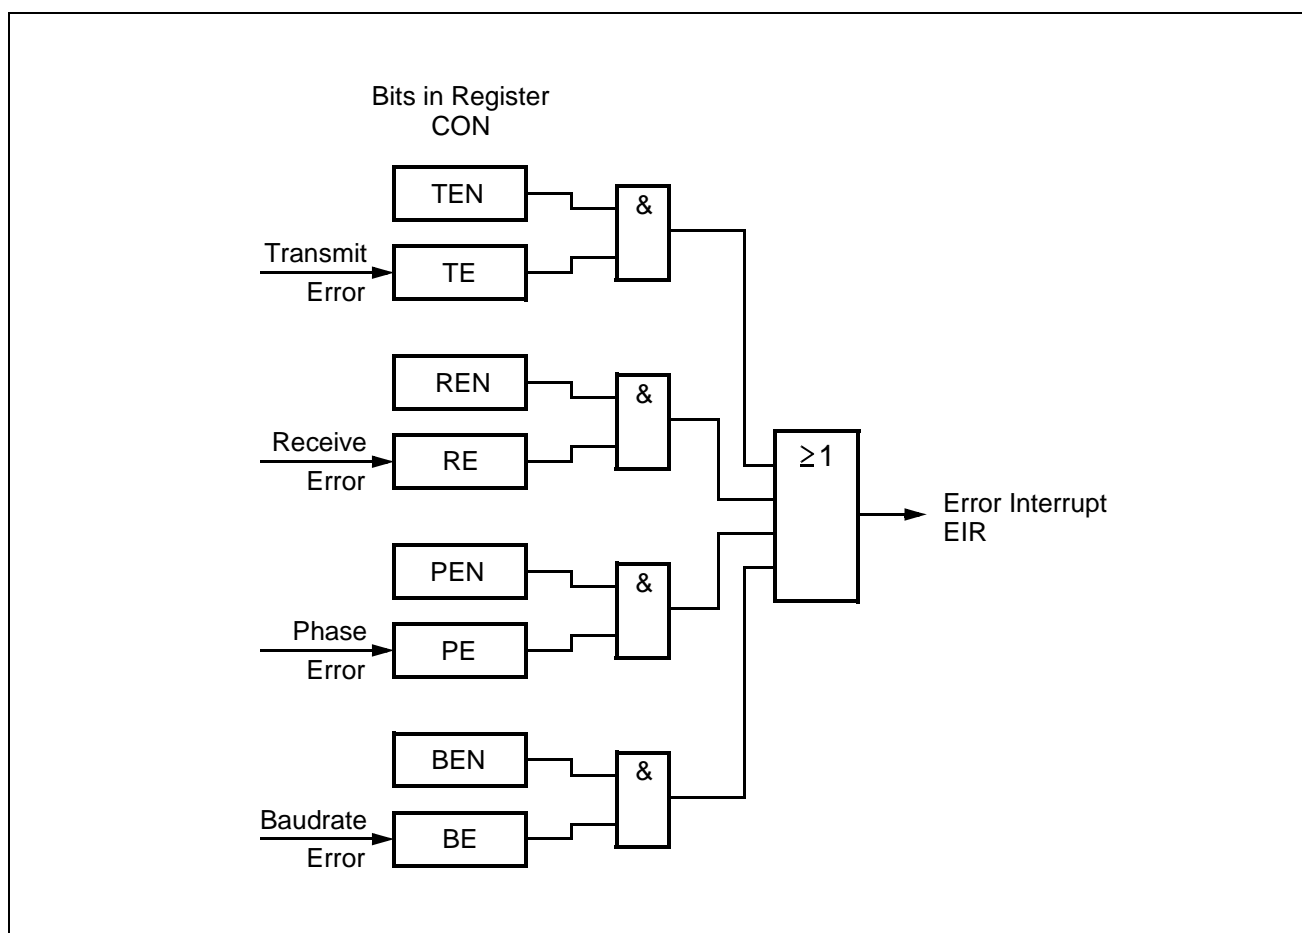 Bits in Register
CON
TEN
&
Transmit
Error
TE
REN
&
Receive
Error
RE
≥1
Error Interrupt
EIR
PEN
&
Phase
Error
PE
BEN
&
Baudrate
Error
BE